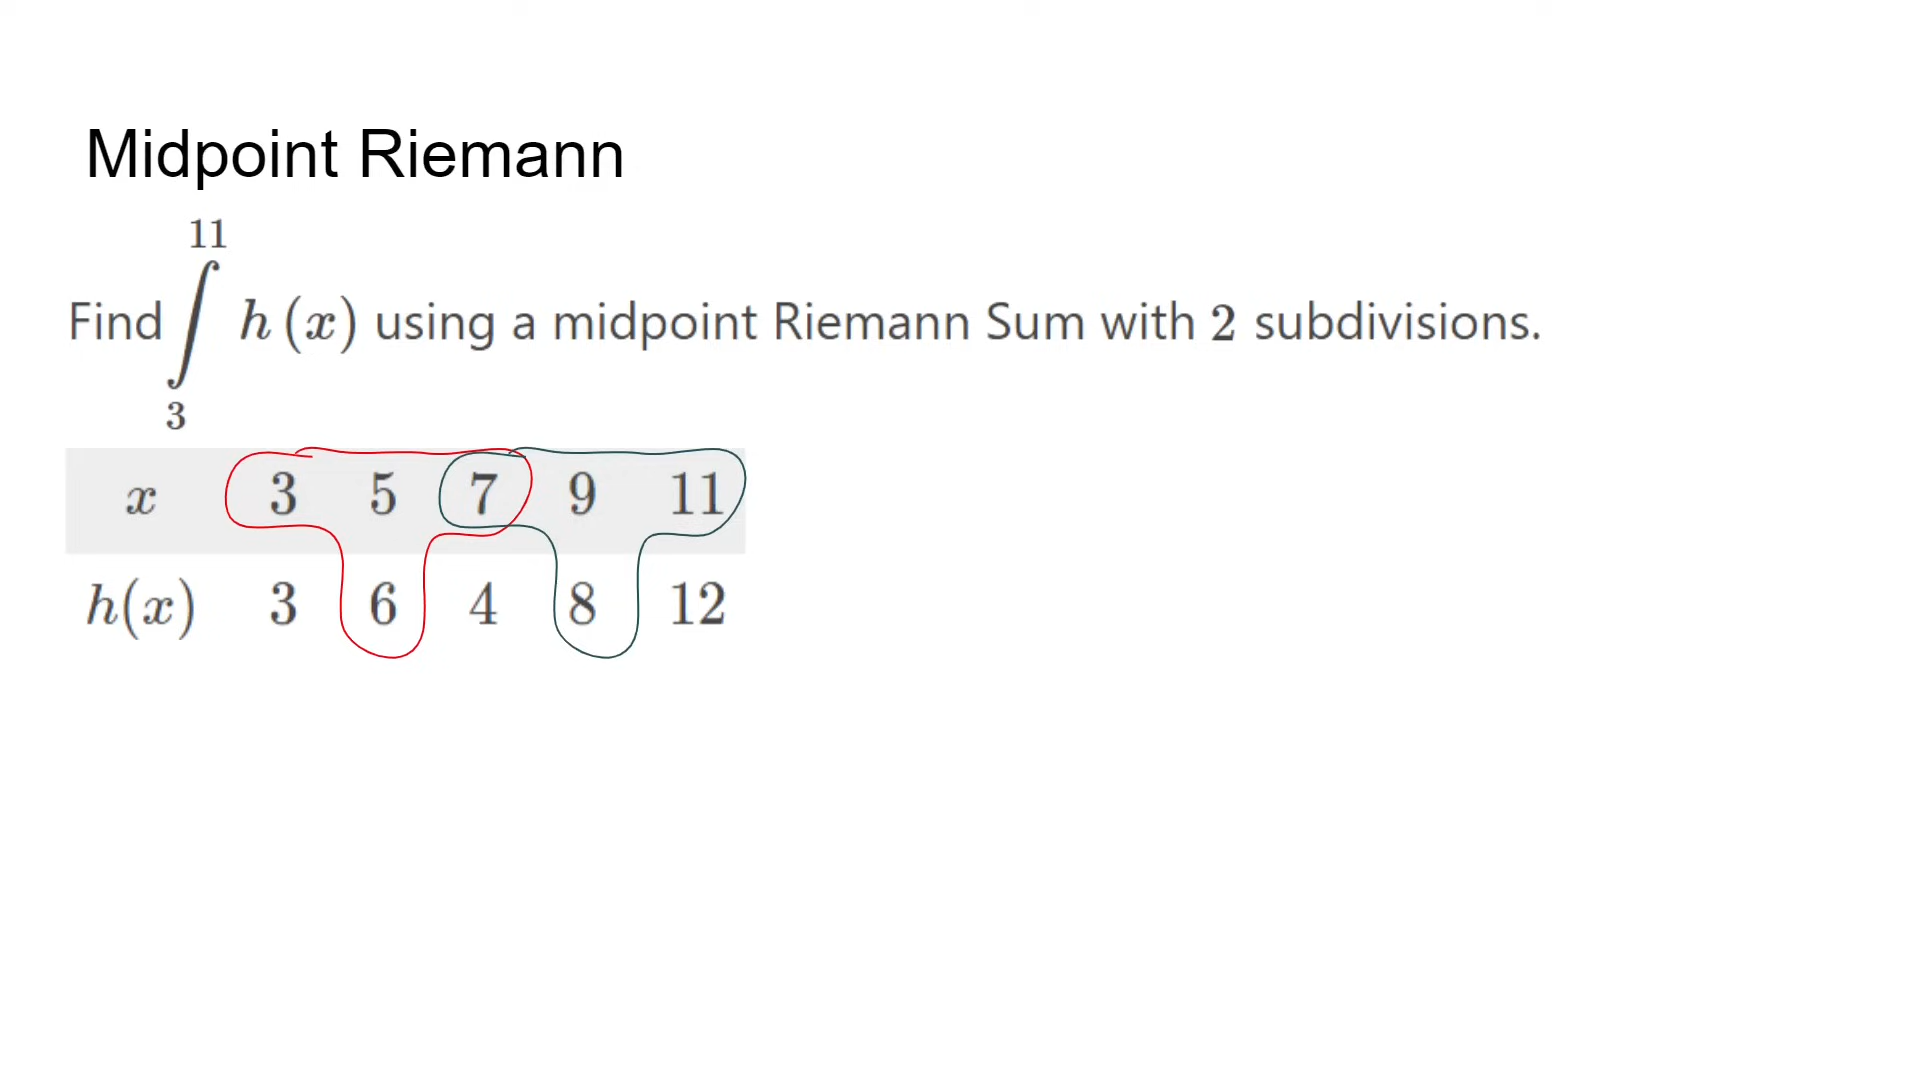 Midpoint Riemann
11
Find ∫ h (x) using a midpoint Riemann Sum with 2 subdivisions.
3
x 3 5 7 9 11
h(x) 3 6 4 8 12